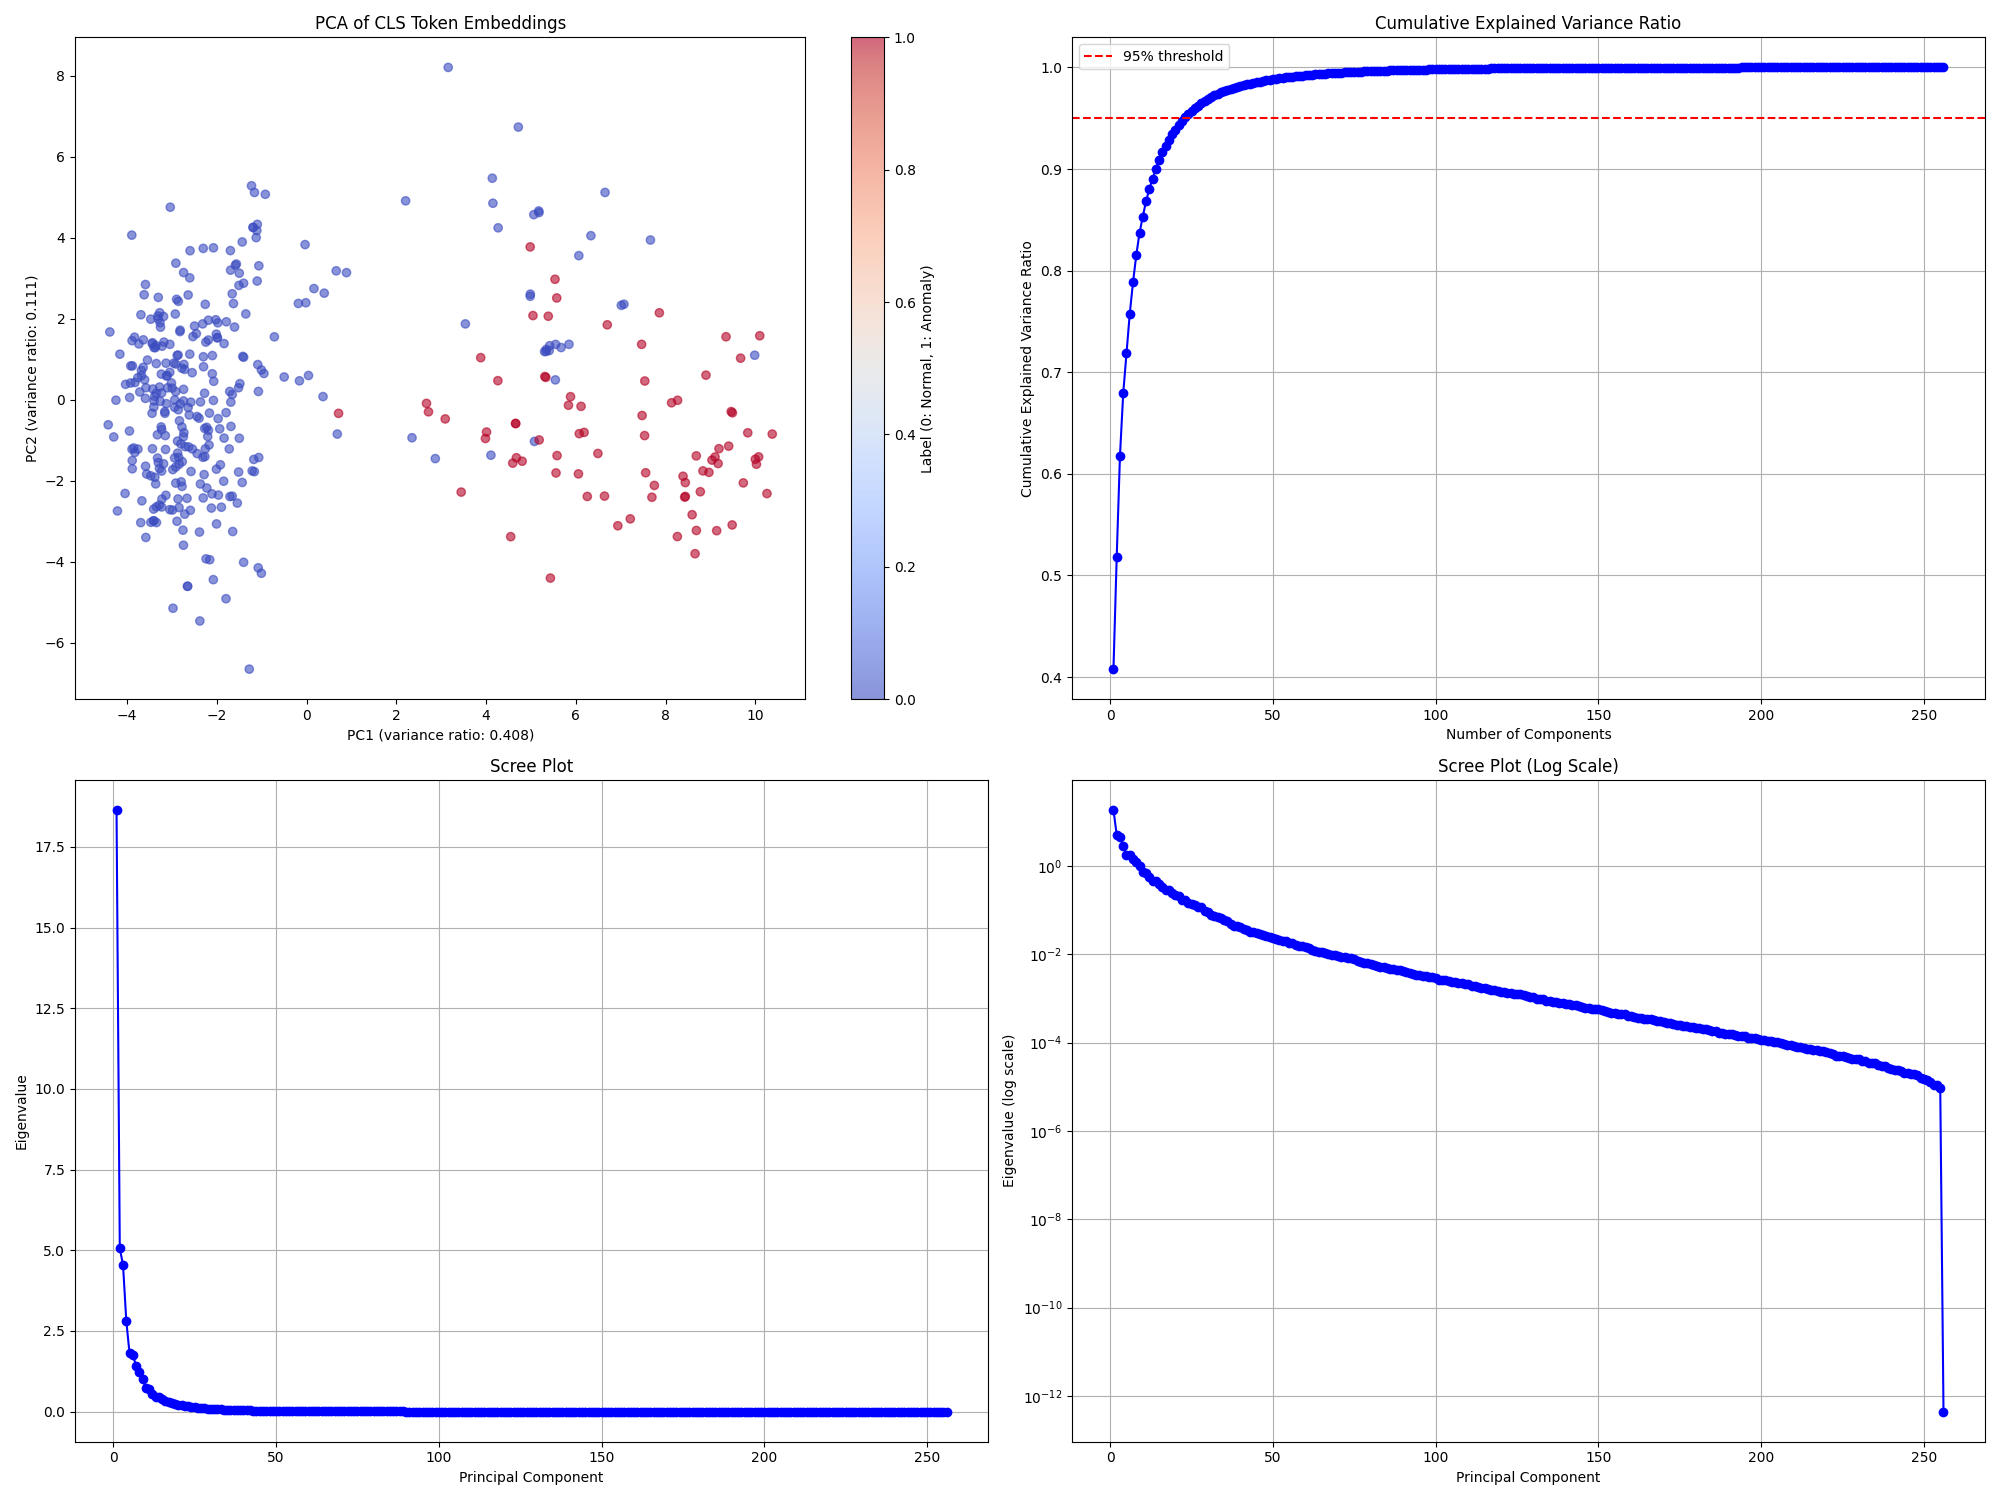 PCA of CLS Token Embeddings
8
6
4
2
0
−2
−4
−6
PC2 (variance ratio: 0.111)
−4 −2 0 2 4 6 8 10
PC1 (variance ratio: 0.408)
1.0
0.8
0.6
0.4
0.2
0.0
Label (0: Normal, 1: Anomaly)
Cumulative Explained Variance Ratio
95% threshold
1.0
0.9
0.8
0.7
0.6
0.5
0.4
Cumulative Explained Variance Ratio
0 50 100 150 200 250
Number of Components
Scree Plot
17.5
15.0
12.5
10.0
7.5
5.0
2.5
0.0
Eigenvalue
0 50 100 150 200 250
Principal Component
Scree Plot (Log Scale)
10⁰
10⁻²
10⁻⁴
10⁻⁶
10⁻⁸
10⁻¹⁰
10⁻¹²
Eigenvalue (log scale)
0 50 100 150 200 250
Principal Component